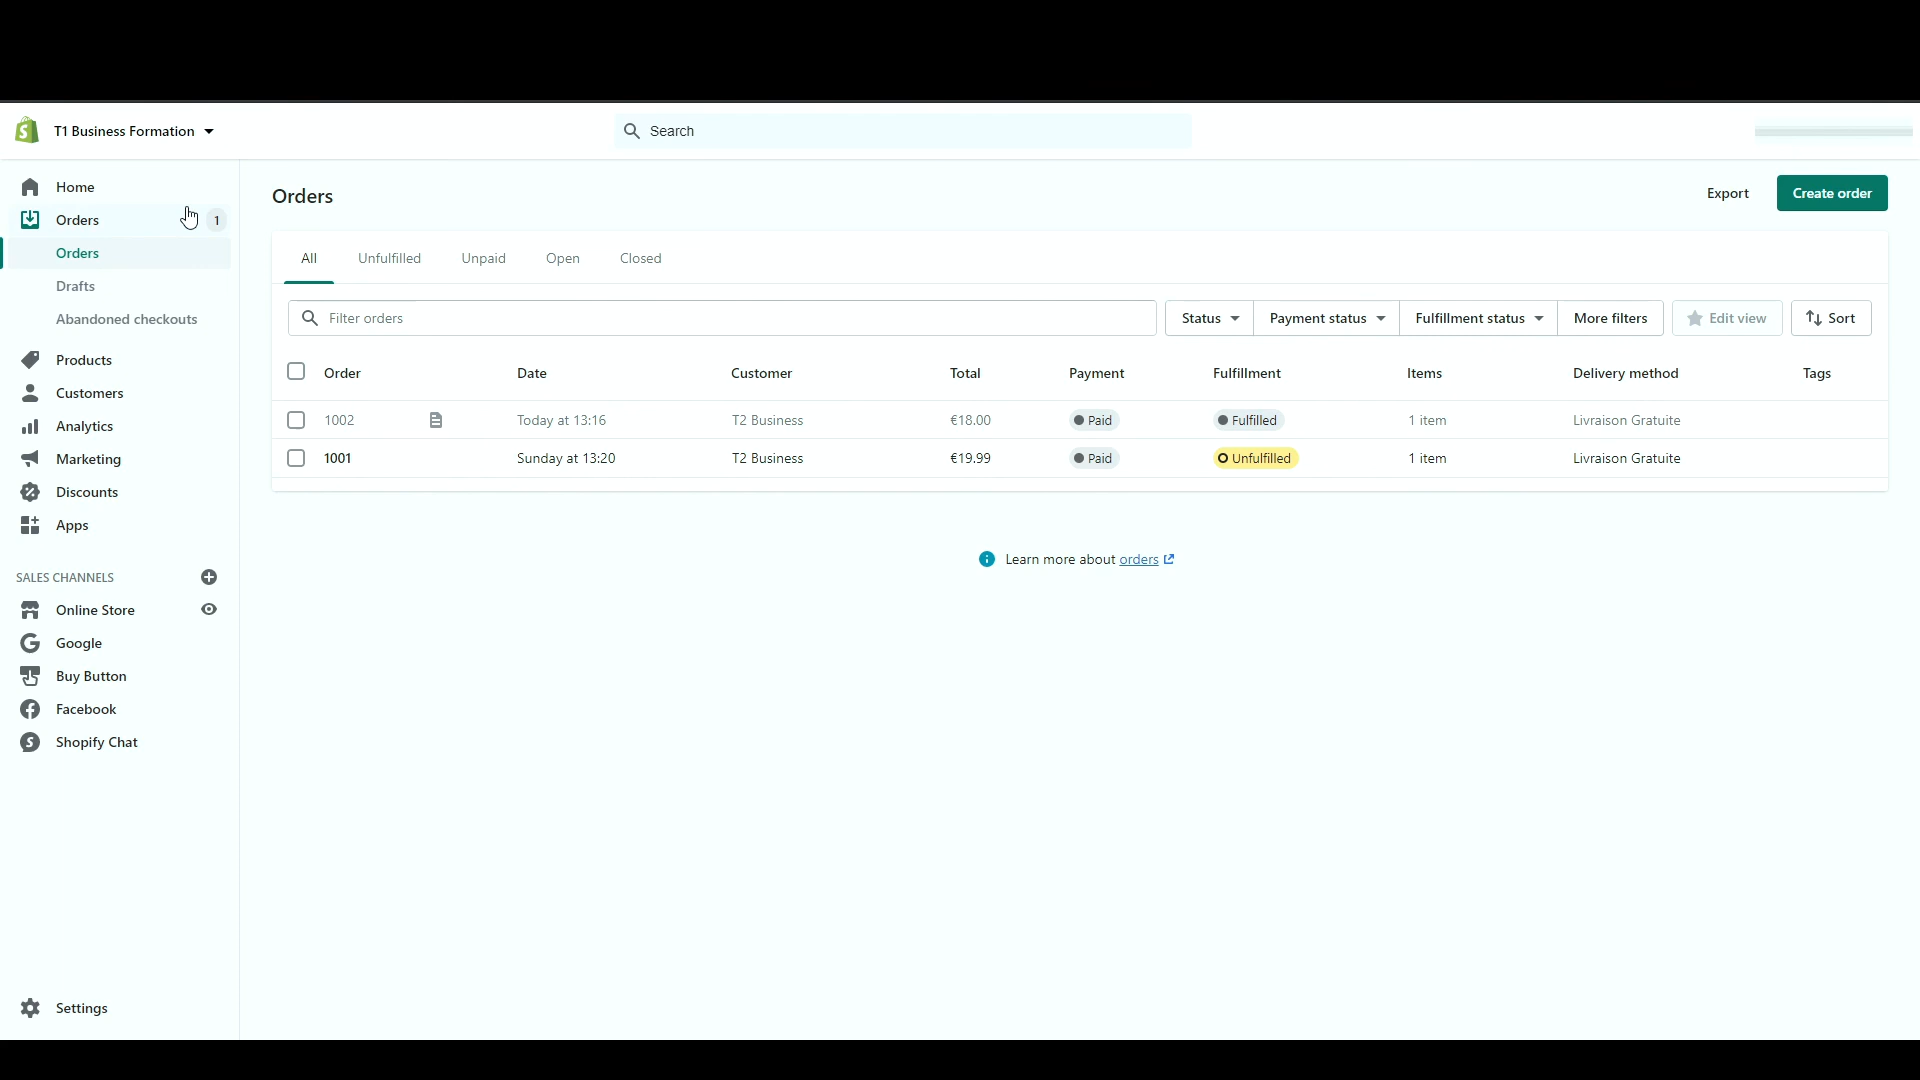 T1 Business Formation
Search
Home
Orders 1
Orders
Drafts
Abandoned checkouts
Products
Customers
Analytics
Marketing
Discounts
Apps
SALES CHANNELS
Online Store
Google
Buy Button
Facebook
Shopify Chat
Settings
Orders
Export Create order
All Unfulfilled Unpaid Open Closed
Filter orders Status Payment status Fulfillment status More filters Edit view Sort
Order Date Customer Total Payment Fulfillment Items Delivery method Tags
1002 Today at 13:16 T2 Business €18.00 Paid Fulfilled 1 item Livraison Gratuite
1001 Sunday at 13:20 T2 Business €19.99 Paid Unfulfilled 1 item Livraison Gratuite
Learn more about orders